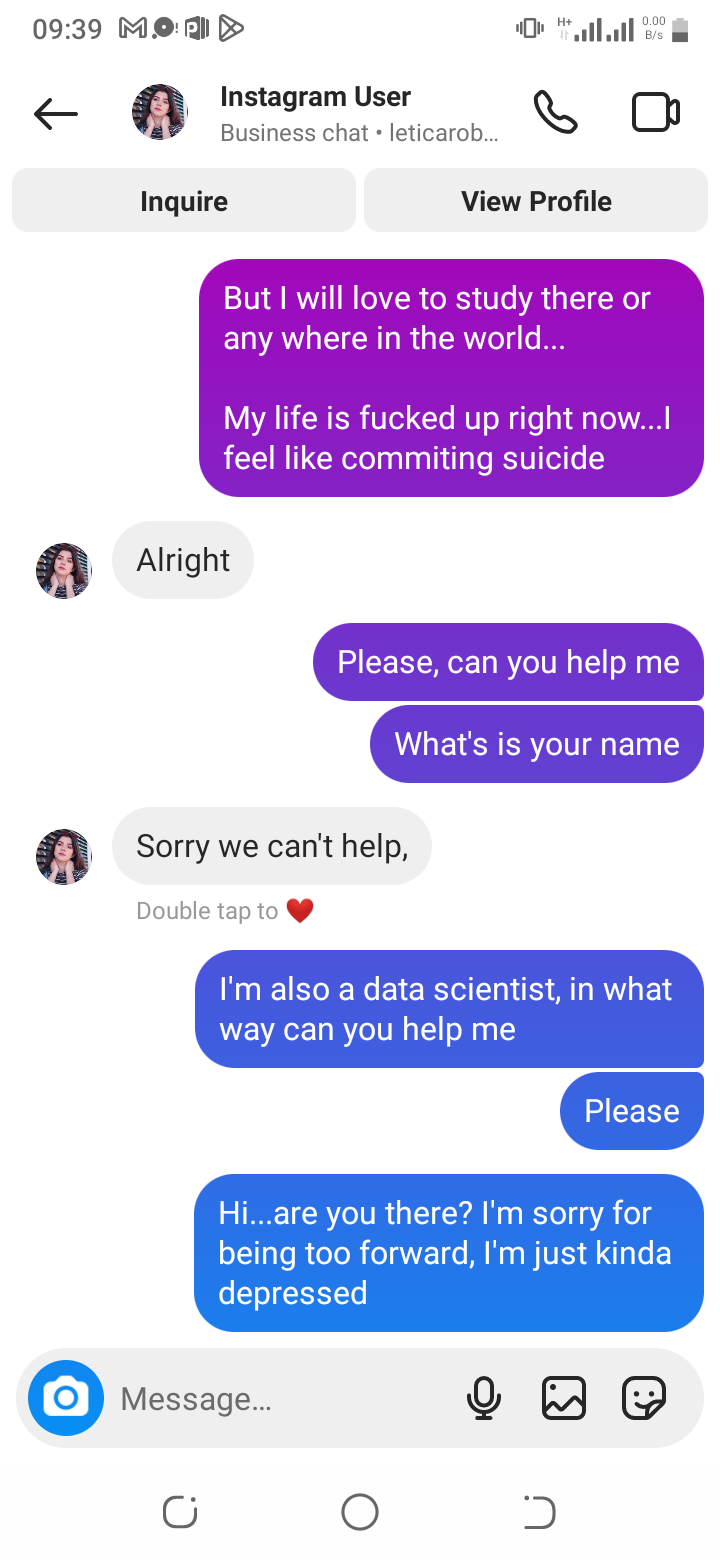 09:39
H+
0.00
B/s
Instagram User
Business chat • leticarob...
Inquire
View Profile
But I will love to study there or
any where in the world...
My life is fucked up right now...I
feel like commiting suicide
Alright
Please, can you help me
What's is your name
Sorry we can't help,
Double tap to ❤️
I'm also a data scientist, in what
way can you help me
Please
Hi...are you there? I'm sorry for
being too forward, I'm just kinda
depressed
Message...